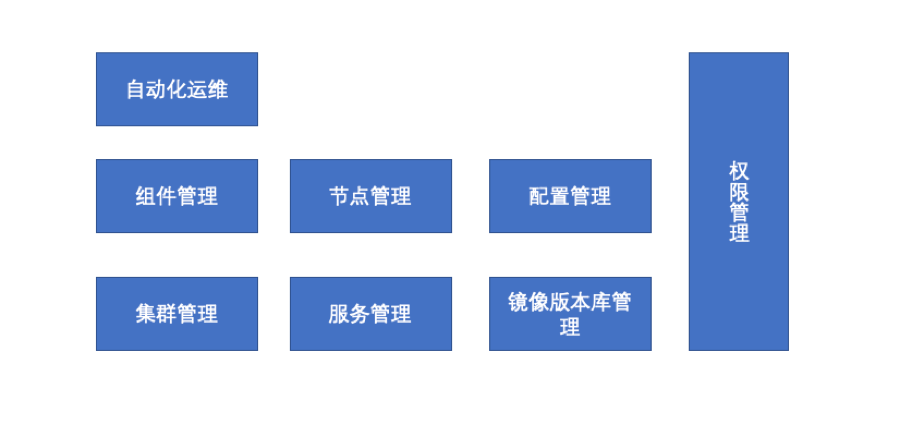 自动化运维
组件管理
节点管理
配置管理
集群管理
服务管理
镜像版本库管
理
权
限
管
理